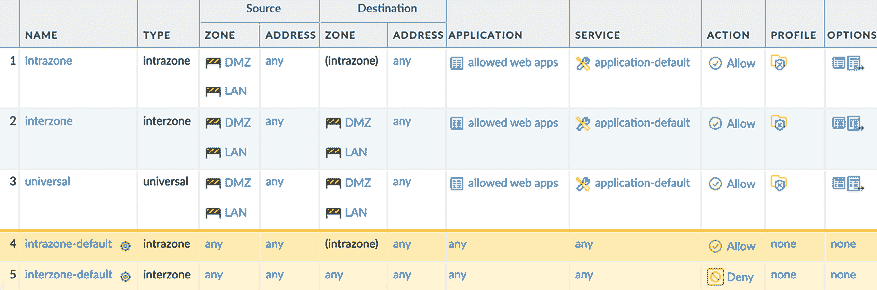 Source Destination
NAME TYPE ZONE ADDRESS ZONE ADDRESS APPLICATION SERVICE ACTION PROFILE OPTIONS
1 intrazone intrazone DMZ any (intrazone) any allowed web apps application-default Allow
LAN
2 interzone interzone DMZ any DMZ any allowed web apps application-default Allow
LAN LAN
3 universal universal DMZ any DMZ any allowed web apps application-default Allow
LAN LAN
4 intrazone-default intrazone any any (intrazone) any any any Allow none none
5 interzone-default interzone any any any any any any Deny none none